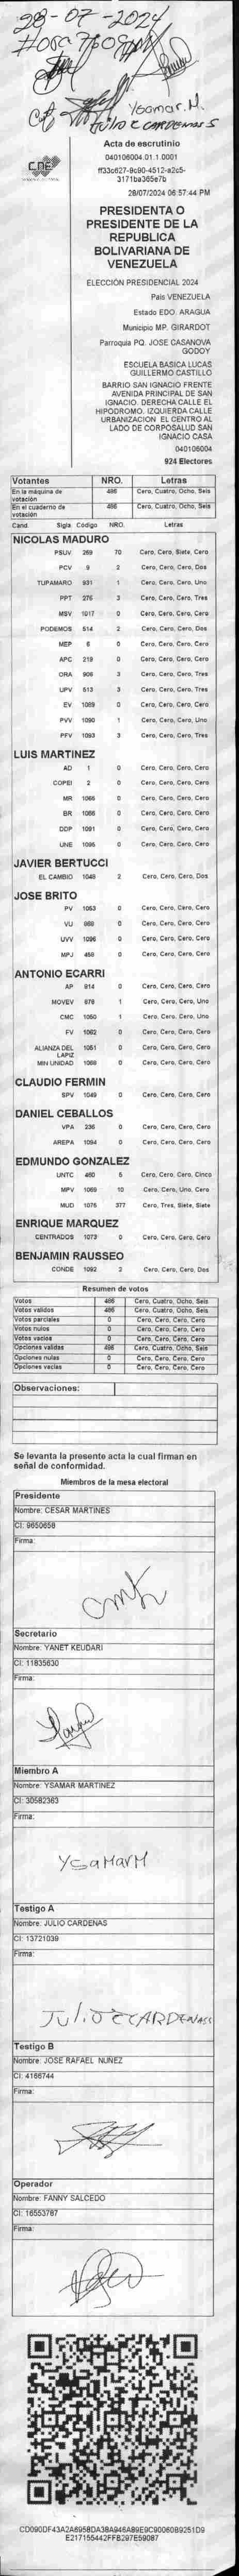 28-07-2024
Hora 7:08 pm
Ysamar.M.
Julio C CARDENAS S
CNE
Acta de escrutinio
040106004.01.1.0001
ff33c627-9c90-4512-a2c5-
3171ba365e7b
28/07/2024 06:57:44 PM
PRESIDENTA O
PRESIDENTE DE LA
REPUBLICA
BOLIVARIANA DE
VENEZUELA
ELECCIÓN PRESIDENCIAL 2024
Pais VENEZUELA
Estado EDO. ARAGUA
Municipio MP. GIRARDOT
Parroquia PQ. JOSE CASANOVA
GODOY
ESCUELA BASICA LUCAS
GUILLERMO CASTILLO
BARRIO SAN IGNACIO FRENTE
AVENIDA PRINCIPAL DE SAN
IGNACIO. DERECHA CALLE EL
HIPODROMO. IZQUIERDA CALLE
URBANIZACION EL CENTRO AL
LADO DE CORPOSALUD SAN
IGNACIO CASA
040106004
924 Electores
Votantes NRO. Letras
En la máquina de votación 486 Cero, Cuatro, Ocho, Seis
En el cuaderno de votación 486 Cero, Cuatro, Ocho, Seis
Cand. Sigla Código NRO. Letras
NICOLAS MADURO
PSUV 269 70 Cero, Cero, Siete, Cero
PCV 9 2 Cero, Cero, Cero, Dos
TUPAMARO 931 1 Cero, Cero, Cero, Uno
PPT 275 3 Cero, Cero, Cero, Tres
MSV 1017 0 Cero, Cero, Cero, Cero
PODEMOS 514 2 Cero, Cero, Cero, Dos
MEP 6 0 Cero, Cero, Cero, Cero
APC 219 0 Cero, Cero, Cero, Cero
ORA 906 3 Cero, Cero, Cero, Tres
UPV 513 3 Cero, Cero, Cero, Tres
EV 1089 0 Cero, Cero, Cero, Cero
PVV 1090 1 Cero, Cero, Cero, Uno
PFV 1093 3 Cero, Cero, Cero, Tres
LUIS MARTINEZ
AD 1 0 Cero, Cero, Cero, Cero
COPEI 2 0 Cero, Cero, Cero, Cero
MR 1066 0 Cero, Cero, Cero, Cero
BR 1086 0 Cero, Cero, Cero, Cero
DDP 1091 0 Cero, Cero, Cero, Cero
UNE 1095 0 Cero, Cero, Cero, Cero
JAVIER BERTUCCI
EL CAMBIO 1048 2 Cero, Cero, Cero, Dos
JOSE BRITO
PV 1053 0 Cero, Cero, Cero, Cero
VU 868 0 Cero, Cero, Cero, Cero
UVV 1096 0 Cero, Cero, Cero, Cero
MPJ 459 0 Cero, Cero, Cero, Cero
ANTONIO ECARRI
AP 914 0 Cero, Cero, Cero, Cero
MOVEV 878 1 Cero, Cero, Cero, Uno
CMC 1050 1 Cero, Cero, Cero, Uno
FV 1062 0 Cero, Cero, Cero, Cero
ALIANZA DEL LAPIZ 1051 0 Cero, Cero, Cero, Cero
MIN UNIDAD 1068 0 Cero, Cero, Cero, Cero
CLAUDIO FERMIN
SPV 1049 0 Cero, Cero, Cero, Cero
DANIEL CEBALLOS
VPA 236 0 Cero, Cero, Cero, Cero
AREPA 1094 0 Cero, Cero, Cero, Cero
EDMUNDO GONZALEZ
UNTC 460 5 Cero, Cero, Cero, Cinco
MPV 1069 10 Cero, Cero, Uno, Cero
MUD 1075 377 Cero, Tres, Siete, Siete
ENRIQUE MARQUEZ
CENTRADOS 1073 0 Cero, Cero, Cero, Cero
BENJAMIN RAUSSEO
CONDE 1092 2 Cero, Cero, Cero, Dos
Resumen de votos
Votos 486 Cero, Cuatro, Ocho, Seis
Votos validos 486 Cero, Cuatro, Ocho, Seis
Votos parciales 0 Cero, Cero, Cero, Cero
Votos nulos 0 Cero, Cero, Cero, Cero
Votos vacios 0 Cero, Cero, Cero, Cero
Opciones validas 486 Cero, Cuatro, Ocho, Seis
Opciones nulas 0 Cero, Cero, Cero, Cero
Opciones vacias 0 Cero, Cero, Cero, Cero
Observaciones:
Se levanta la presente acta la cual firman en
señal de conformidad.
Miembros de la mesa electoral
Presidente
Nombre: CESAR MARTINES
CI: 9650658
Firma:
Secretario
Nombre: YANET KEUDARI
CI: 11835630
Firma:
Miembro A
Nombre: YSAMAR MARTINEZ
CI: 30582363
Firma:
YSaMarM
Testigo A
Nombre: JULIO CARDENAS
CI: 13721039
Firma:
Julio C CARDENAS S
Testigo B
Nombre: JOSE RAFAEL NUÑEZ
CI: 4166744
Firma:
Operador
Nombre: FANNY SALCEDO
CI: 16553787
Firma:
CD090DF43A2A6958DA38A946A89E9C90060B9251D9
E217155442FFB297E59087